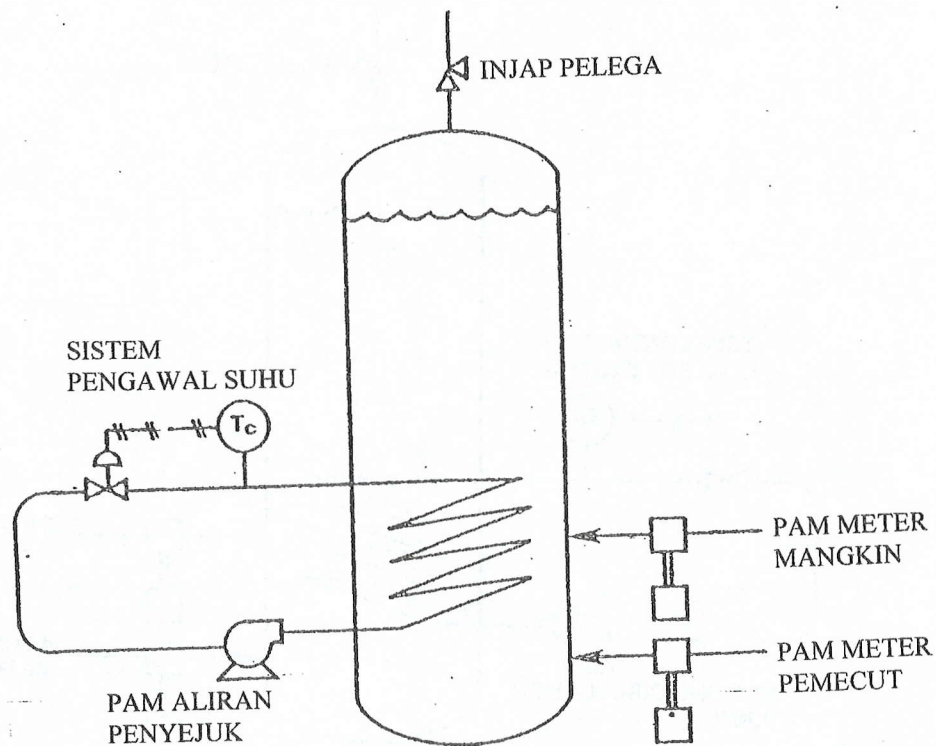 INJAP PELEGA
SISTEM
PENGAWAL SUHU
Tc
PAM METER
MANGKIN
PAM METER
PEMECUT
PAM ALIRAN
PENYEJUK